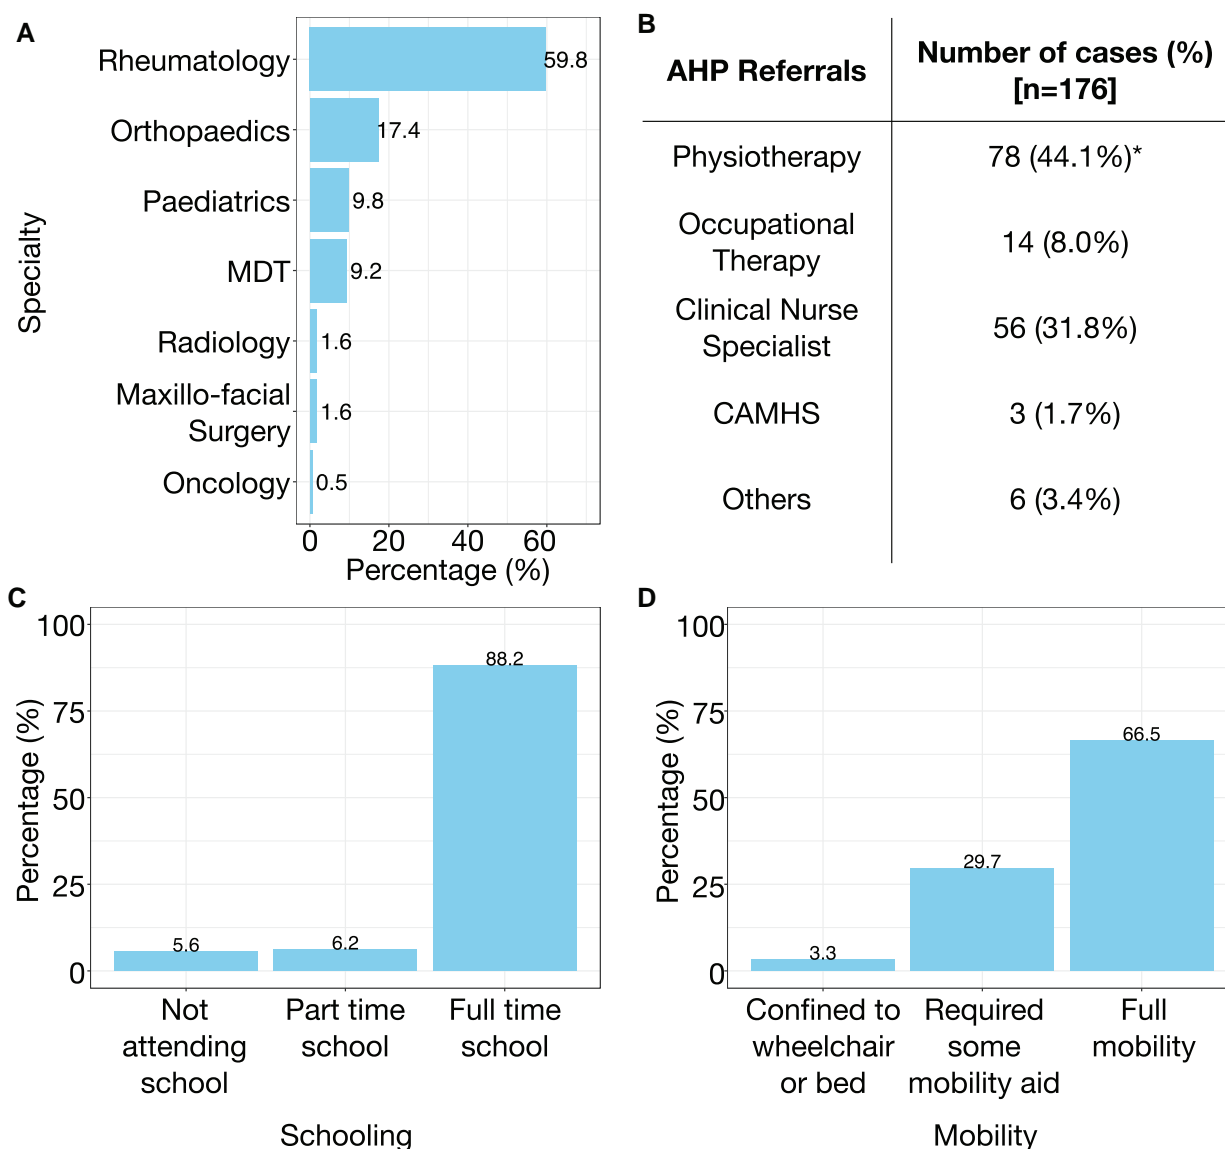 A
Specialty
Rheumatology
59.8
Orthopaedics
17.4
Paediatrics
9.8
MDT
9.2
Radiology
1.6
Maxillo-facial
Surgery
1.6
Oncology
0.5
0 20 40 60
Percentage (%)
B
AHP Referrals
Number of cases (%)
[n=176]
Physiotherapy
78 (44.1%)*
Occupational
Therapy
14 (8.0%)
Clinical Nurse
Specialist
56 (31.8%)
CAMHS
3 (1.7%)
Others
6 (3.4%)
C
Percentage (%)
100
75
50
25
0
5.6
6.2
88.2
Not
attending
school
Part time
school
Full time
school
Schooling
D
Percentage (%)
100
75
50
25
0
3.3
29.7
66.5
Confined to
wheelchair
or bed
Required
some
mobility aid
Full
mobility
Mobility